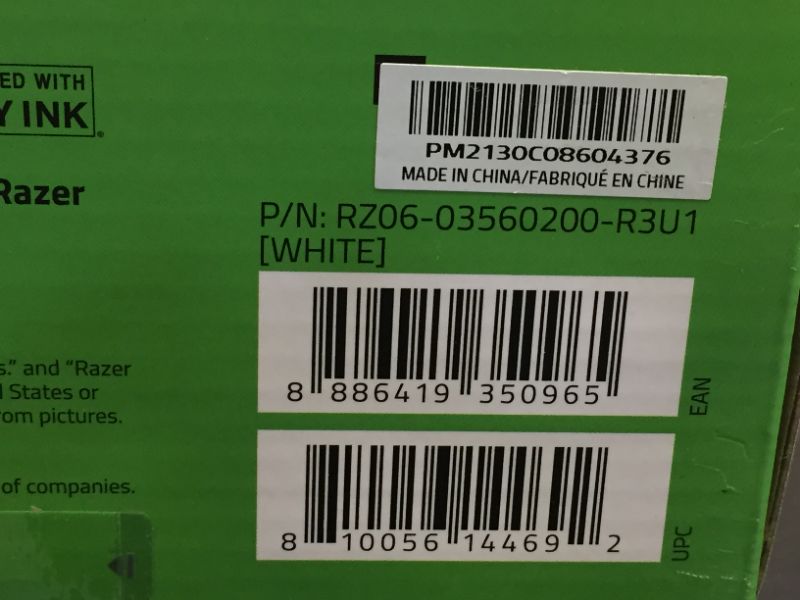 ED WITH
Y INK
Razer
PM2130C08604376
MADE IN CHINA/FABRIQUÉ EN CHINE
P/N: RZ06-03560200-R3U1
[WHITE]
8 886419 350965
EAN
s." and "Razer
d States or
rom pictures.
of companies.
8 10056 14469 2
UPC